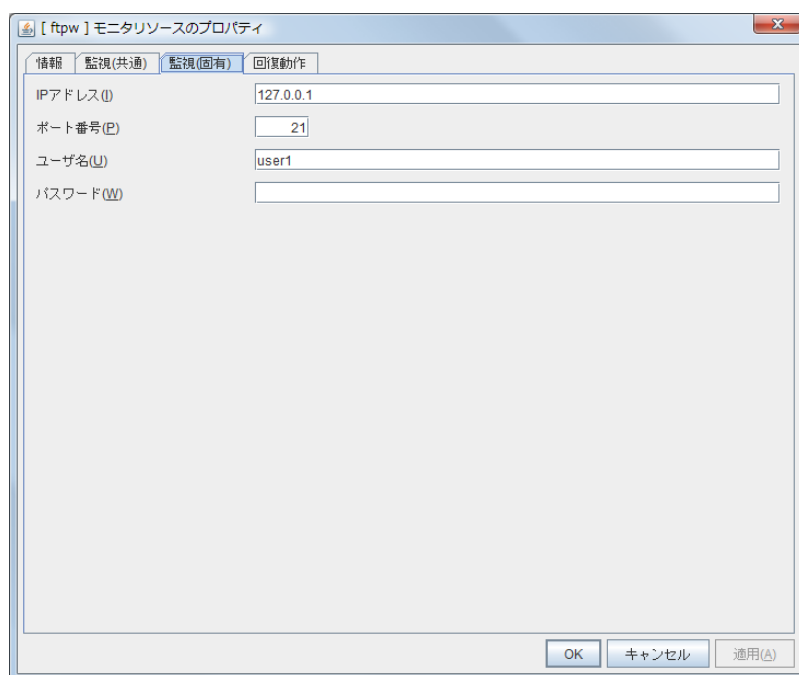 [ ftpw ] モニタリソースのプロパティ
情報 監視(共通) 監視(固有) 回復動作
IPアドレス(I) 127.0.0.1
ポート番号(P) 21
ユーザ名(U) user1
パスワード(W)
OK キャンセル 適用(A)